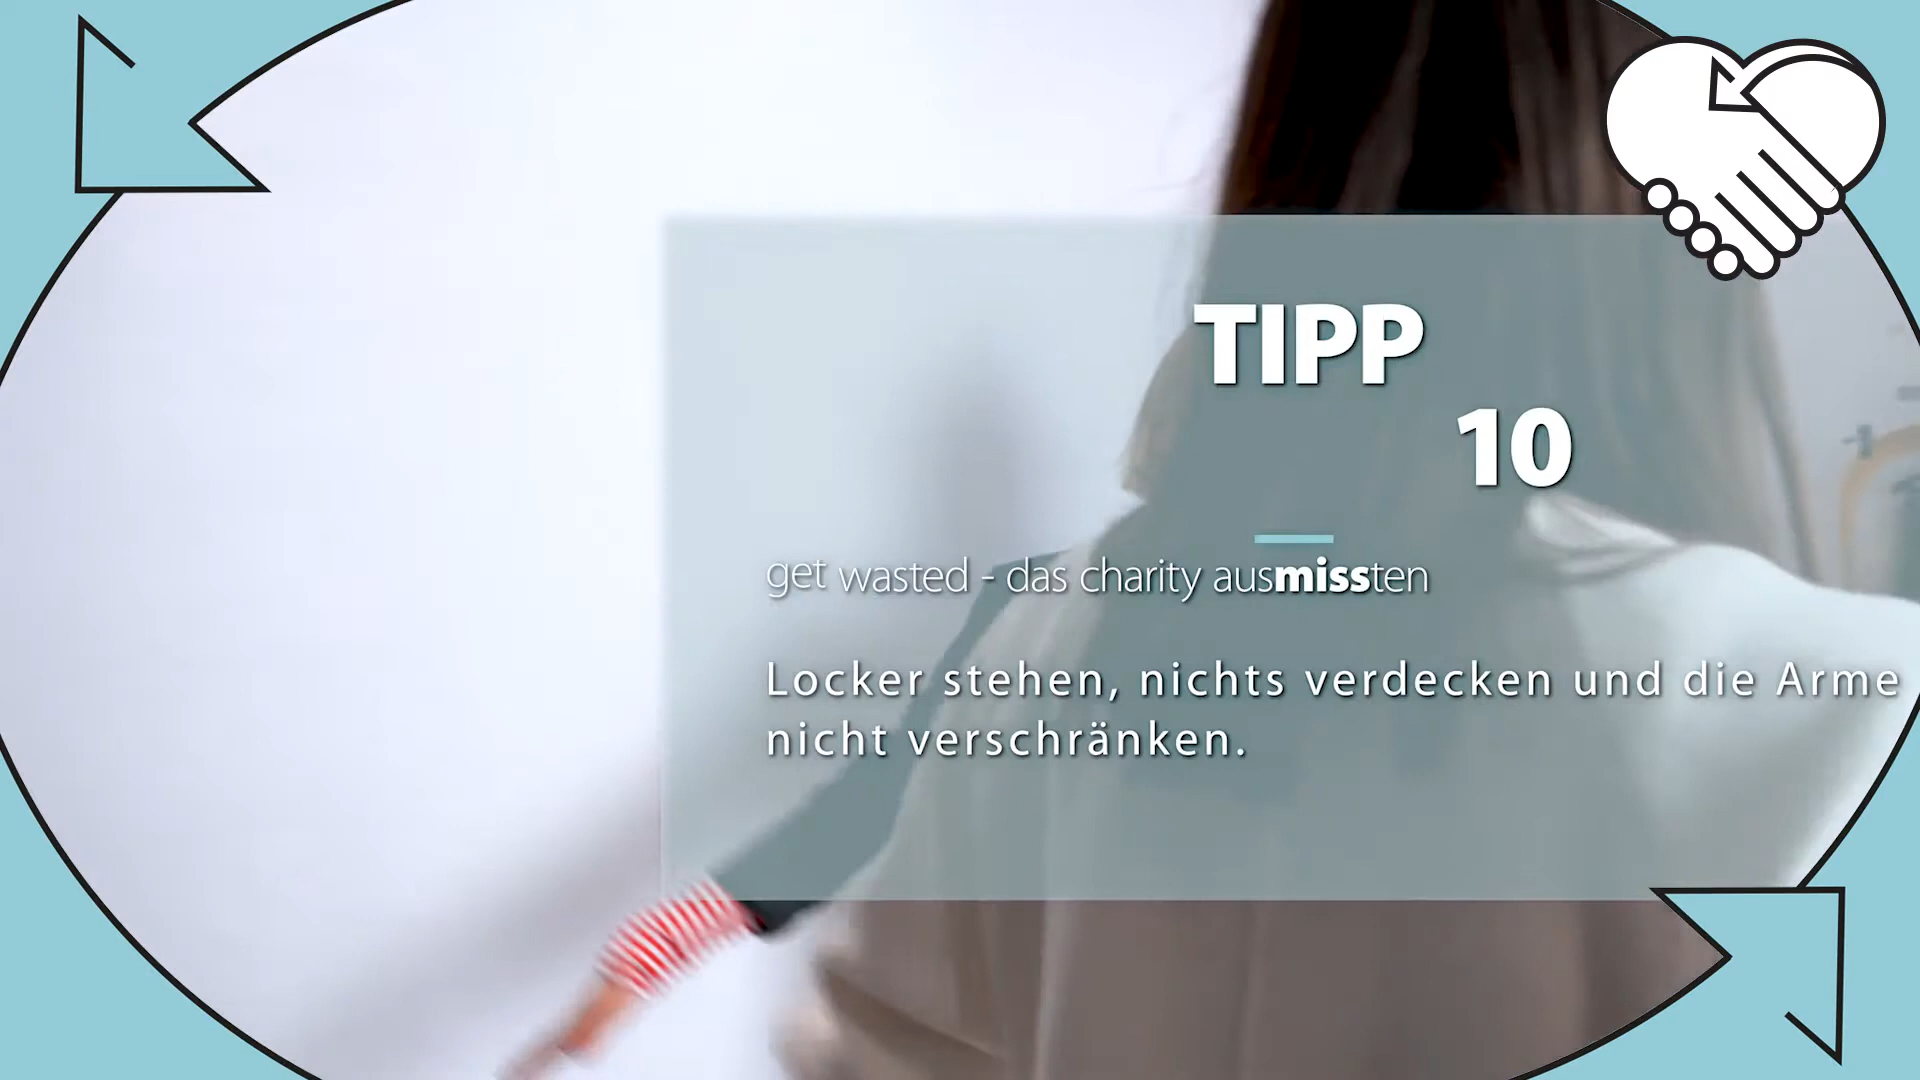 TIPP
10
get wasted - das charity ausmissten
Locker stehen, nichts verdecken und die Arme
nicht verschränken.